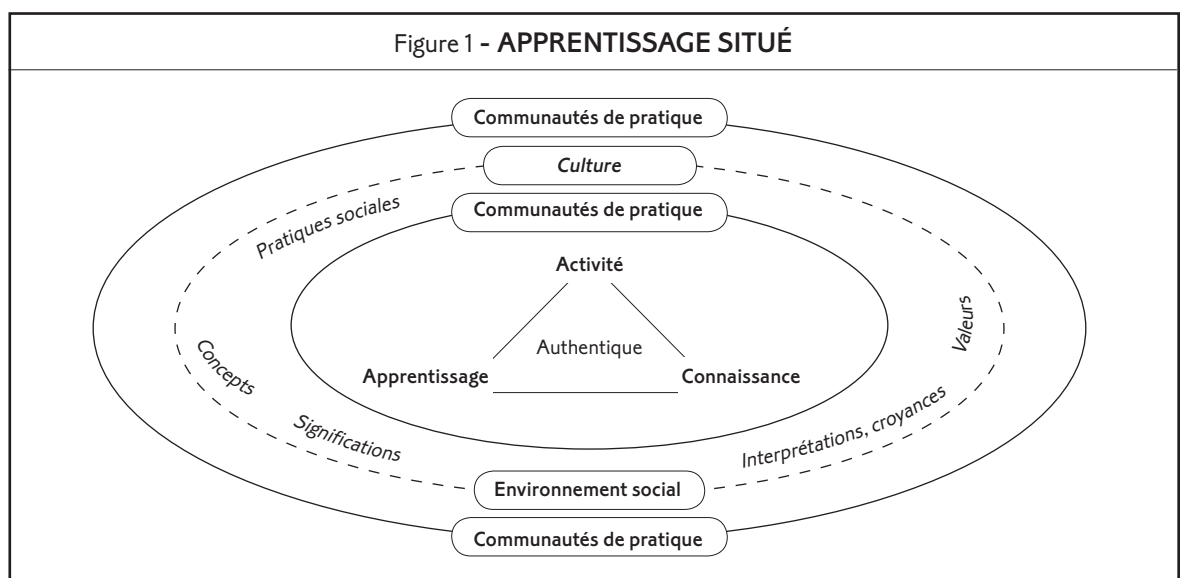 Figure 1 - APPRENTISSAGE SITUÉ
Communautés de pratique
Culture
Communautés de pratique
Pratiques sociales
Activité
Valeurs
Authentique
Concepts
Apprentissage
Connaissance
Significations
Interprétations, croyances
Environnement social
Communautés de pratique